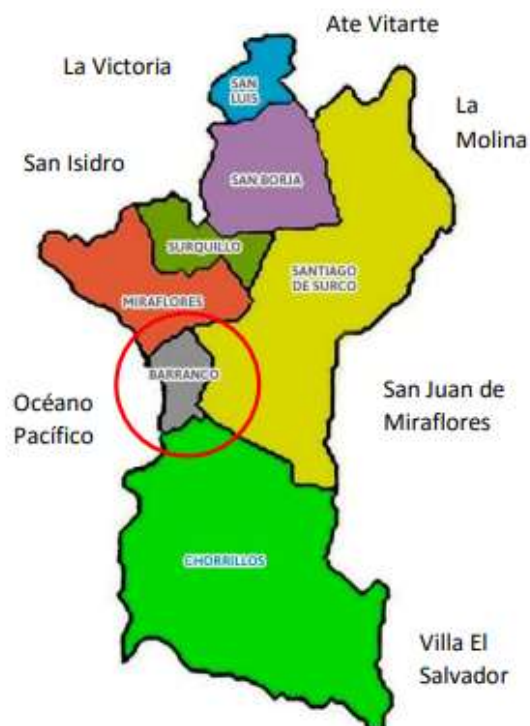 Ate Vitarte
La Victoria
SAN
LUIS
La
Molina
San Isidro
SAN BORJA
SURQUILLO
SANTIAGO
DE SURCO
MIRAFLORES
BARRANCO
Océano
Pacífico
San Juan de
Miraflores
CHORRILLOS
Villa El
Salvador